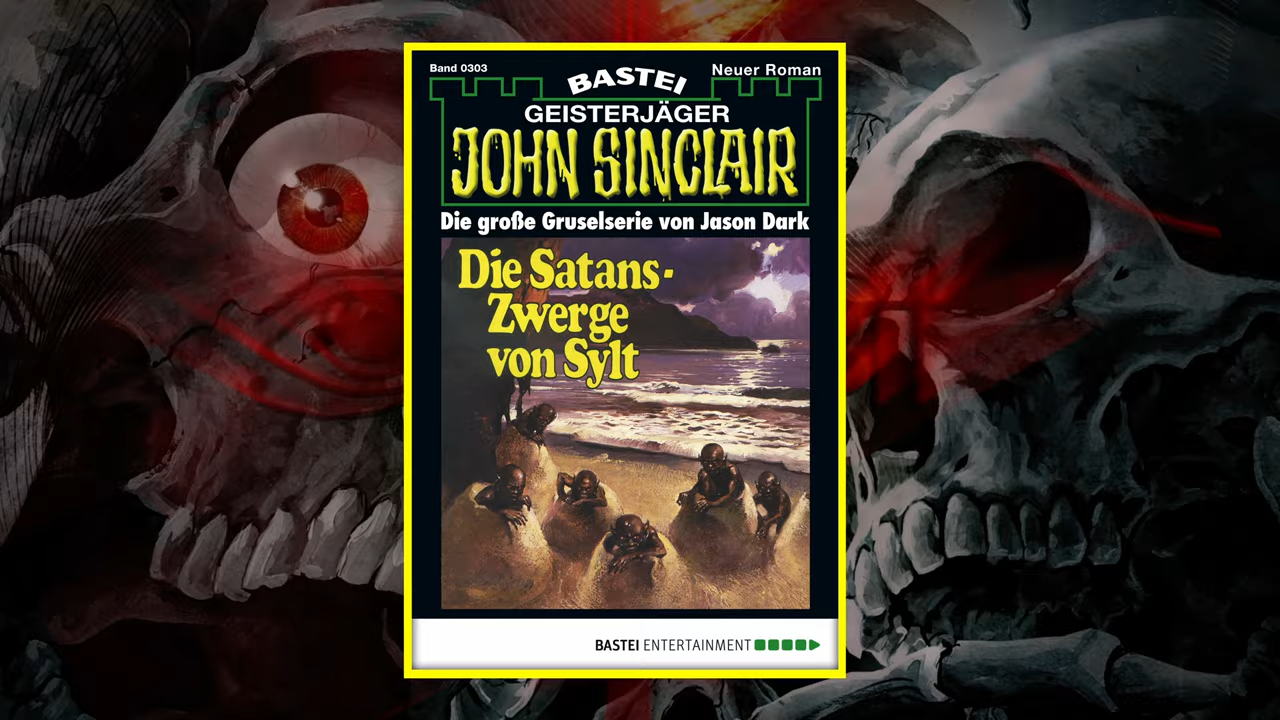 Band 0303
BASTEI
Neuer Roman
GEISTERJÄGER
JOHN SINCLAIR
Die große Gruselserie von Jason Dark
Die Satans-
Zwerge
von Sylt
BASTEI ENTERTAINMENT